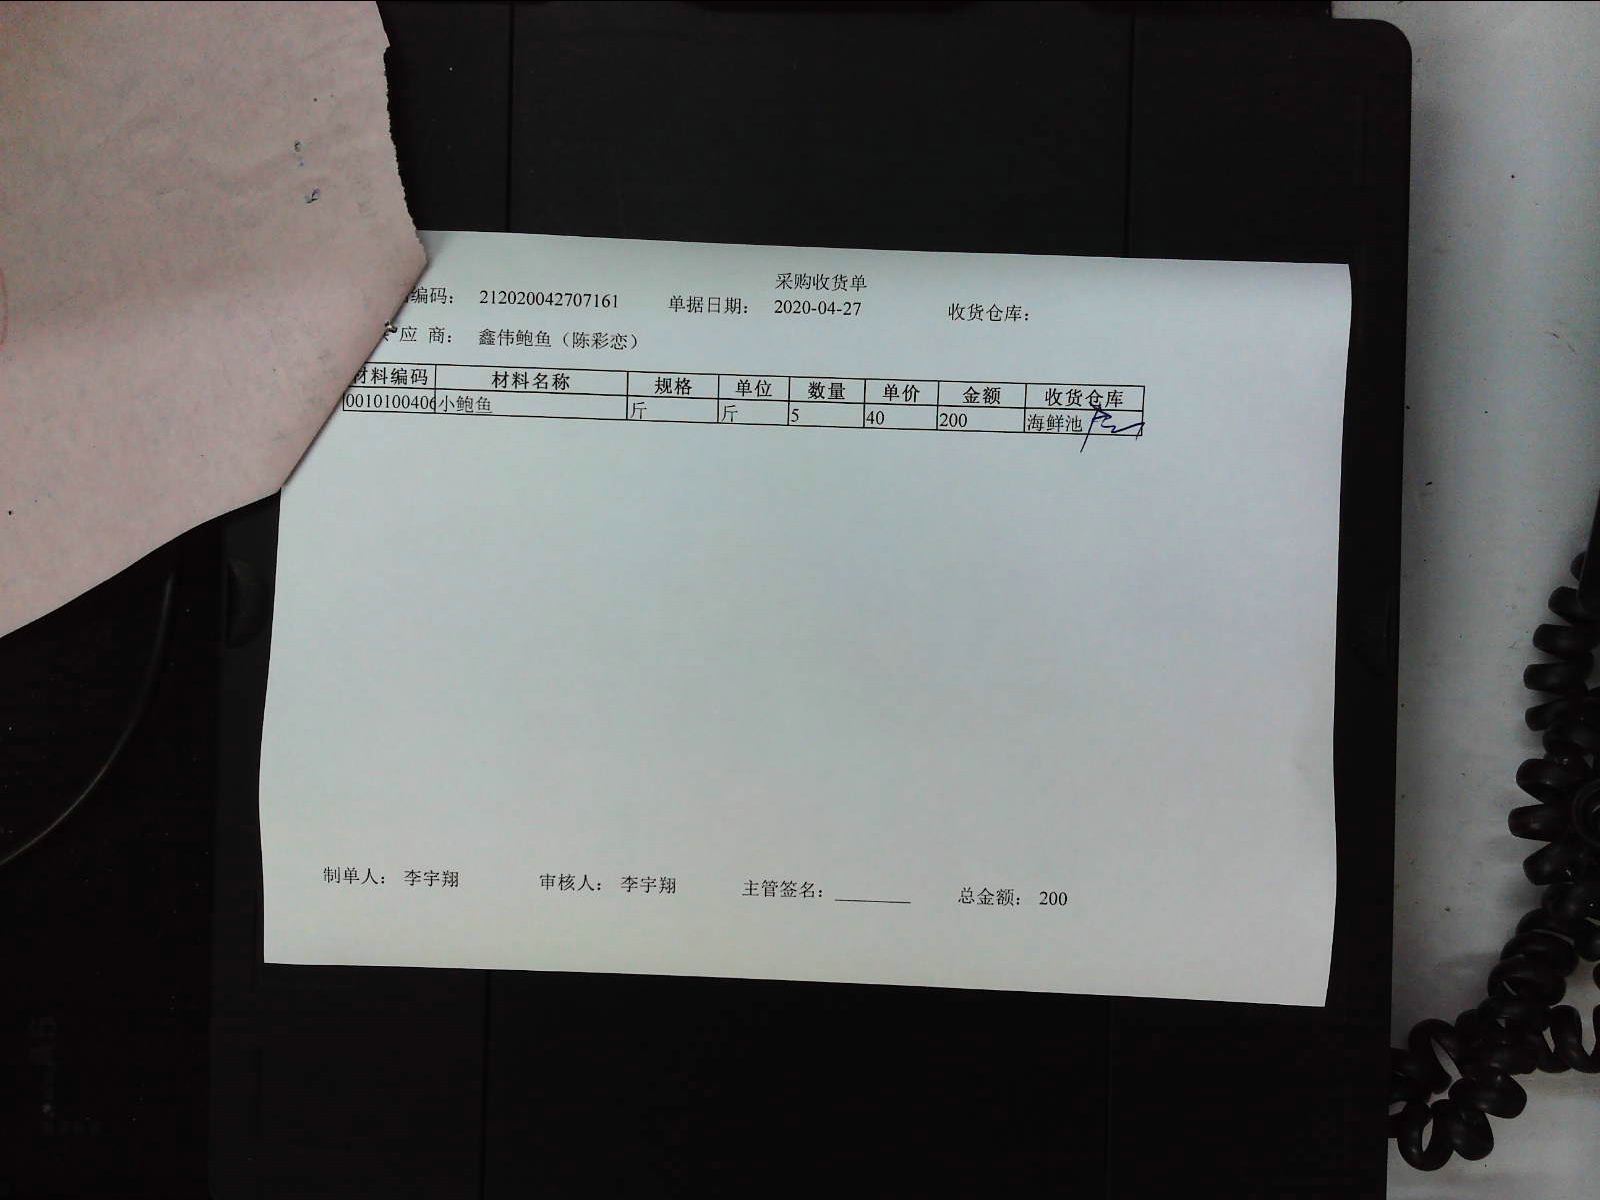 采购收货单
编码： 212020042707161 单据日期： 2020-04-27 收货仓库：
应 商： 鑫伟鲍鱼（陈彩恋）
材料编码 材料名称 规格 单位 数量 单价 金额 收货仓库
0010100406 小鲍鱼 斤 斤 5 40 200 海鲜池
制单人： 李宇翔 审核人： 李宇翔 主管签名：________ 总金额： 200